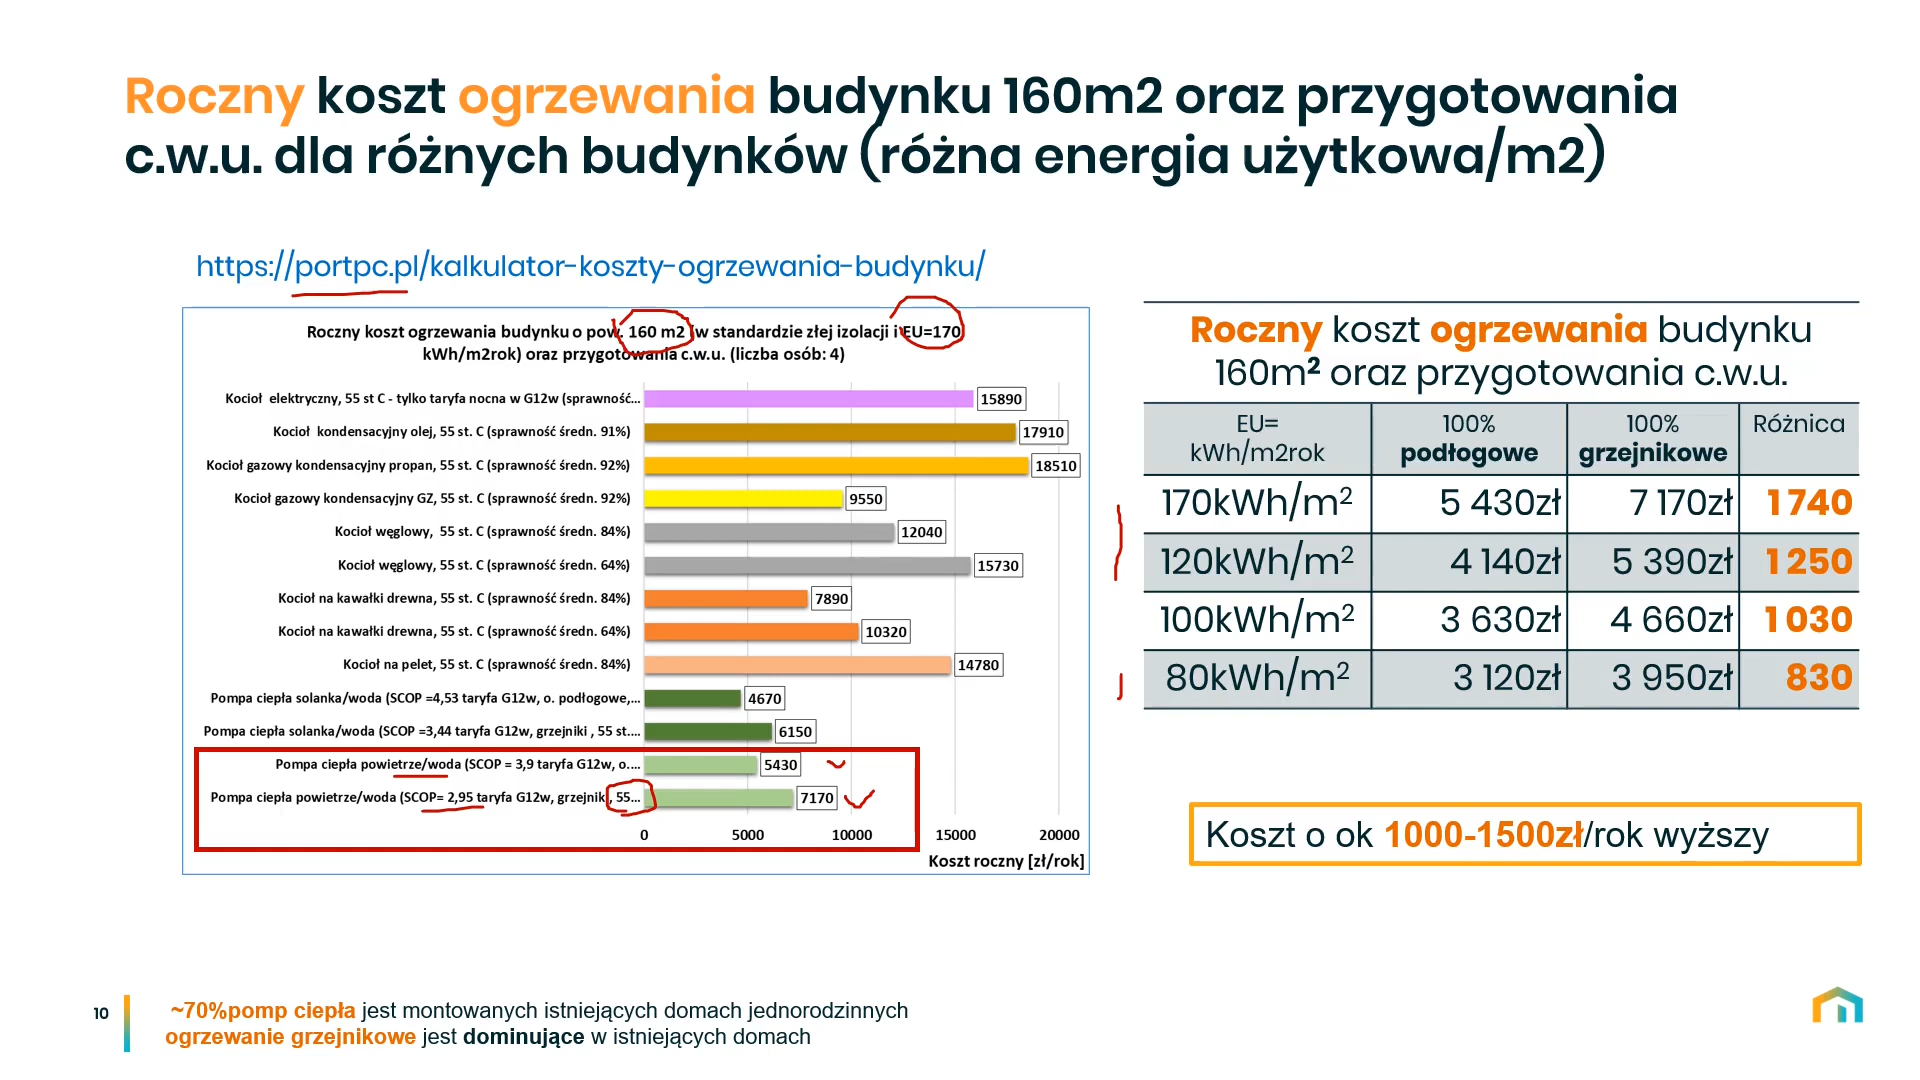 Roczny koszt ogrzewania budynku 160m2 oraz przygotowania
c.w.u. dla różnych budynków (różna energia użytkowa/m2)
https://portpc.pl/kalkulator-koszty-ogrzewania-budynku/
Roczny koszt ogrzewania budynku o pow. 160 m2 (w standardzie złej izolacji i EU=170
kWh/m2rok) oraz przygotowania c.w.u. (liczba osób: 4)
Kocioł elektryczny, 55 st C - tylko taryfa nocna w G12w (sprawność... 15890
Kocioł kondensacyjny olej, 55 st. C (sprawność średn. 91%) 17910
Kocioł gazowy kondensacyjny propan, 55 st. C (sprawność średn. 92%) 18510
Kocioł gazowy kondensacyjny GZ, 55 st. C (sprawność średn. 92%) 9550
Kocioł węglowy, 55 st. C (sprawność średn. 84%) 12040
Kocioł węglowy, 55 st. C (sprawność średn. 64%) 15730
Kocioł na kawałki drewna, 55 st. C (sprawność średn. 84%) 7890
Kocioł na kawałki drewna, 55 st. C (sprawność średn. 64%) 10320
Kocioł na pelet, 55 st. C (sprawność średn. 84%) 14780
Pompa ciepła solanka/woda (SCOP =4,53 taryfa G12w, o. podłogowe,... 4670
Pompa ciepła solanka/woda (SCOP =3,44 taryfa G12w, grzejniki , 55 st.... 6150
Pompa ciepła powietrze/woda (SCOP = 3,9 taryfa G12w, o.... 5430
Pompa ciepła powietrze/woda (SCOP= 2,95 taryfa G12w, grzejnik, 55... 7170
0 5000 10000 15000 20000
Koszt roczny [zł/rok]
Roczny koszt ogrzewania budynku
160m² oraz przygotowania c.w.u.
EU= 100% 100% Różnica
kWh/m2rok podłogowe grzejnikowe
170kWh/m² 5 430zł 7 170zł 1 740
120kWh/m² 4 140zł 5 390zł 1 250
100kWh/m² 3 630zł 4 660zł 1 030
80kWh/m² 3 120zł 3 950zł 830
Koszt o ok 1000-1500zł/rok wyższy
10
~70%pomp ciepła jest montowanych istniejących domach jednorodzinnych
ogrzewanie grzejnikowe jest dominujące w istniejących domach